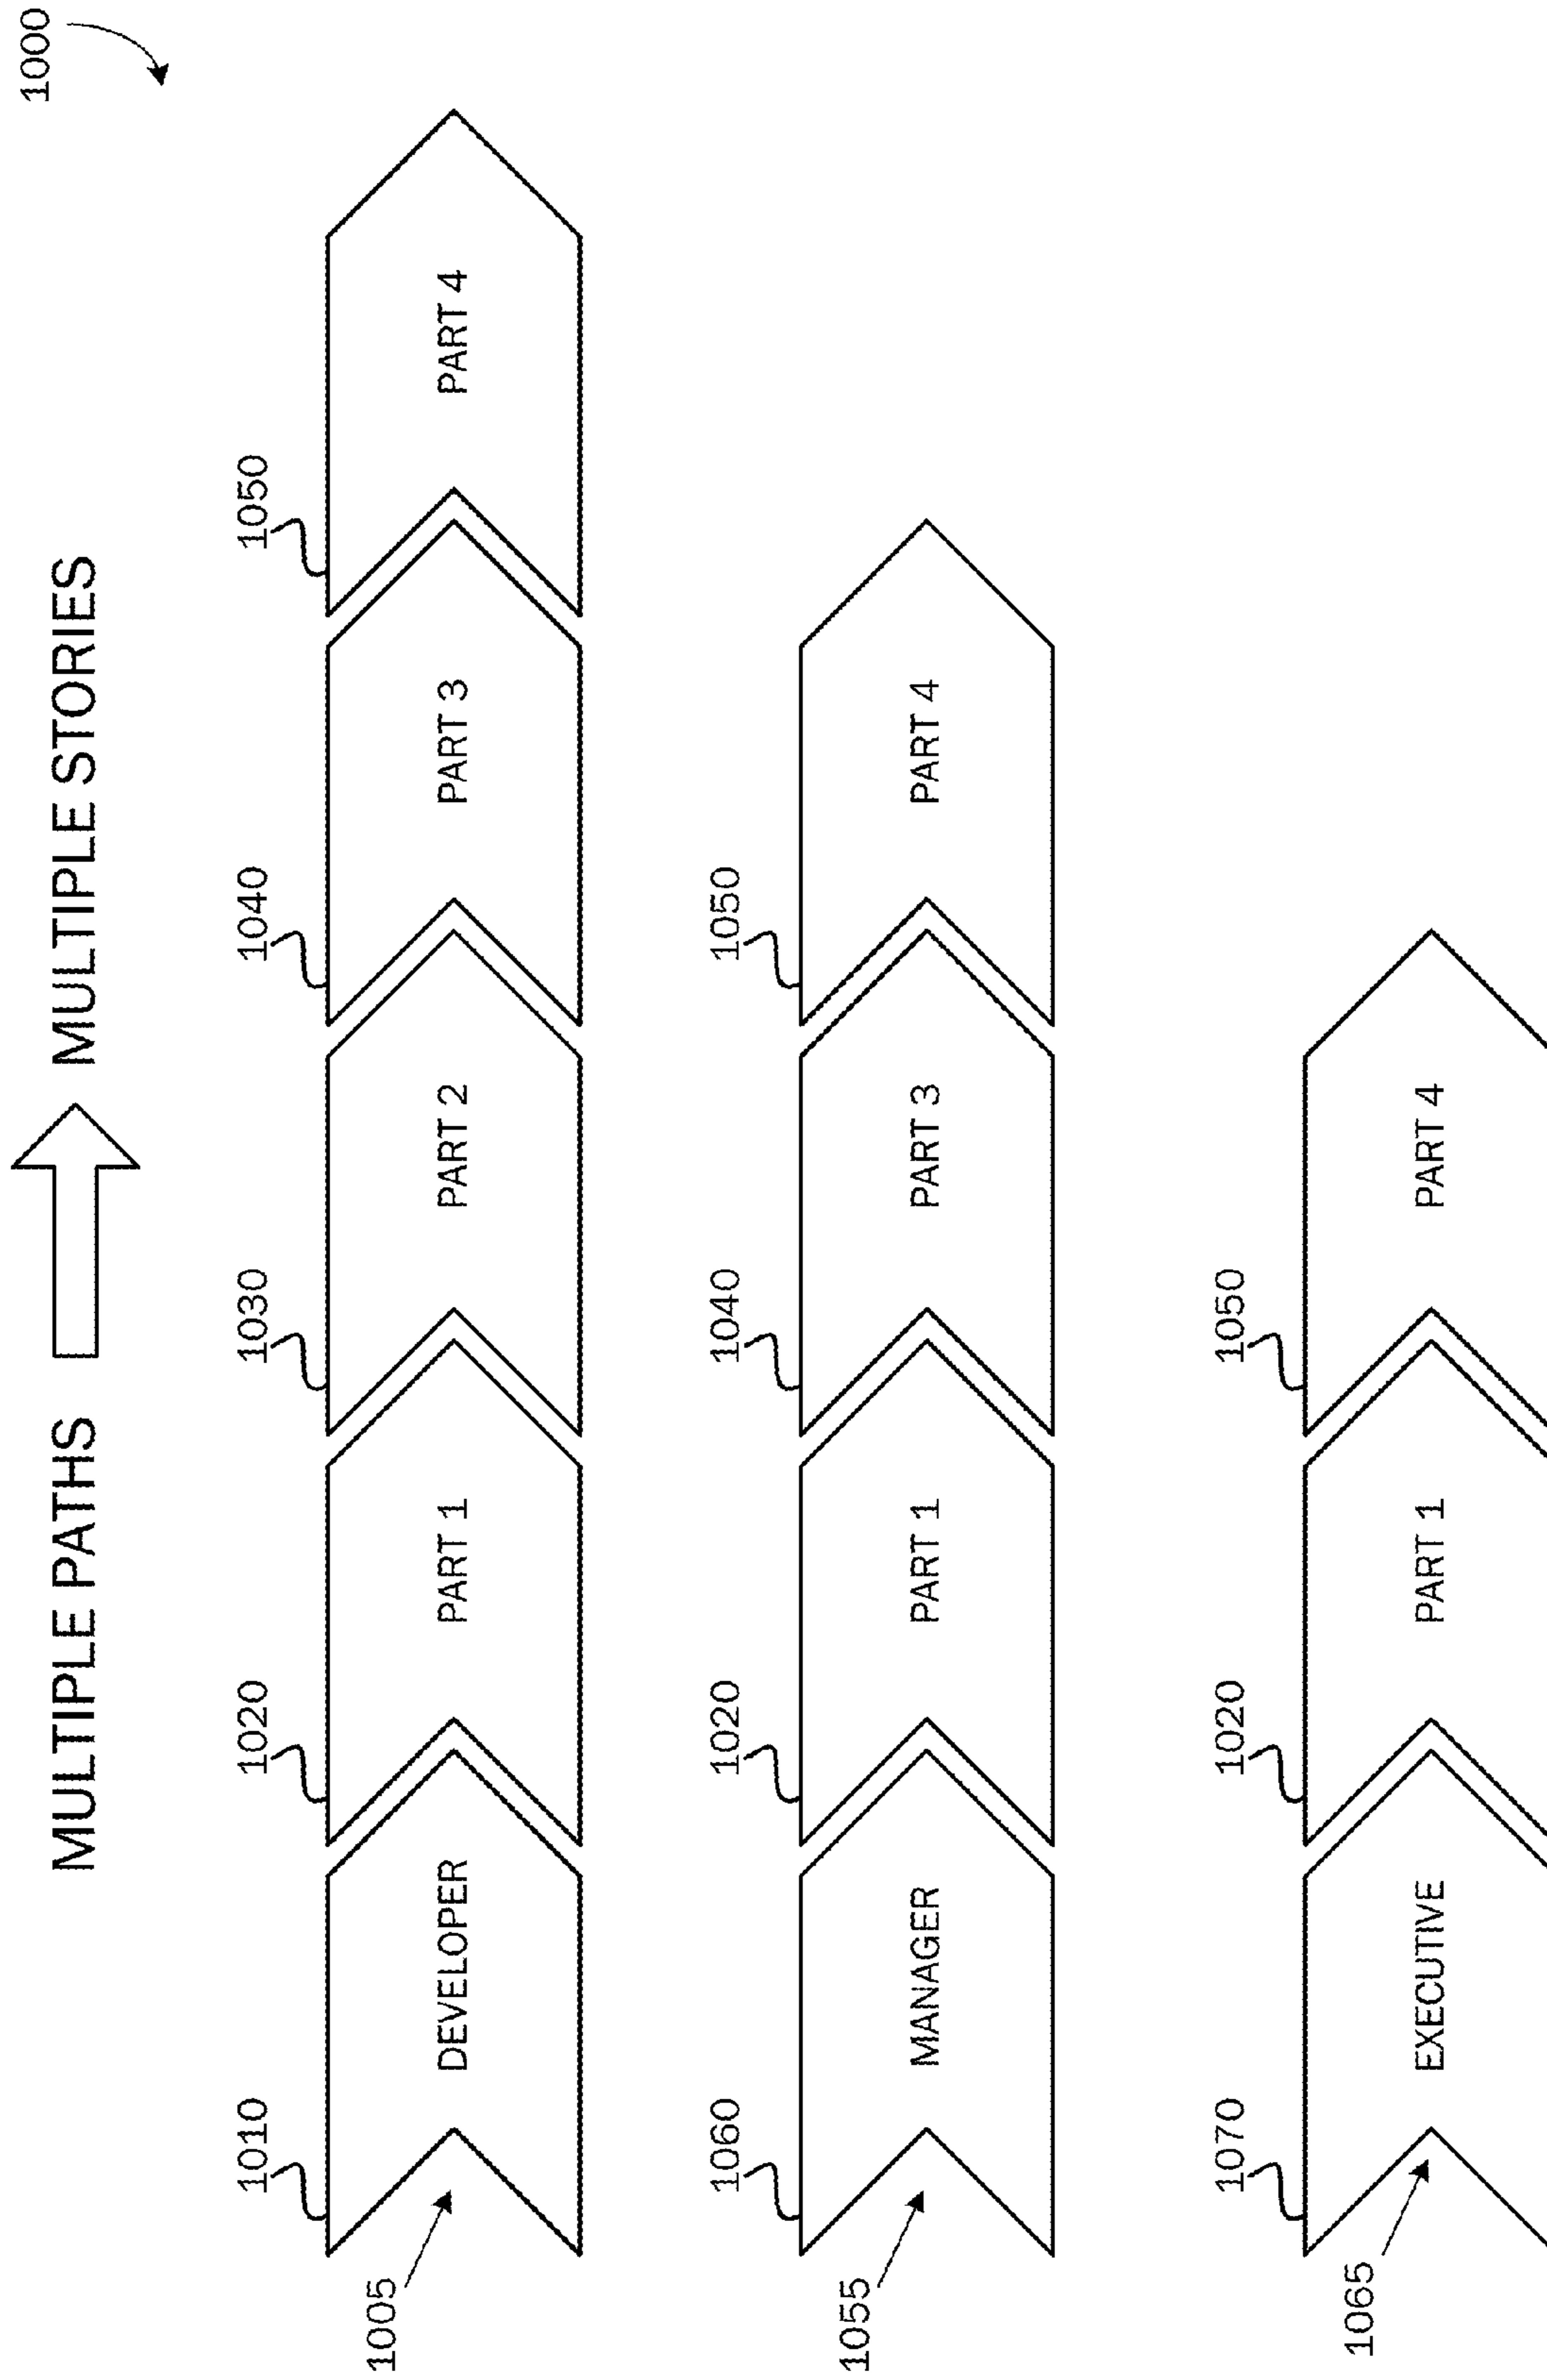 1000
MULTIPLE PATHS MULTIPLE STORIES
1010 1020 1030 1040 1050
DEVELOPER PART 1 PART 2 PART 3 PART 4
1005
1060 1020 1040 1050
MANAGER PART 1 PART 3 PART 4
1055
1070 1020 1050
EXECUTIVE PART 1 PART 4
1065